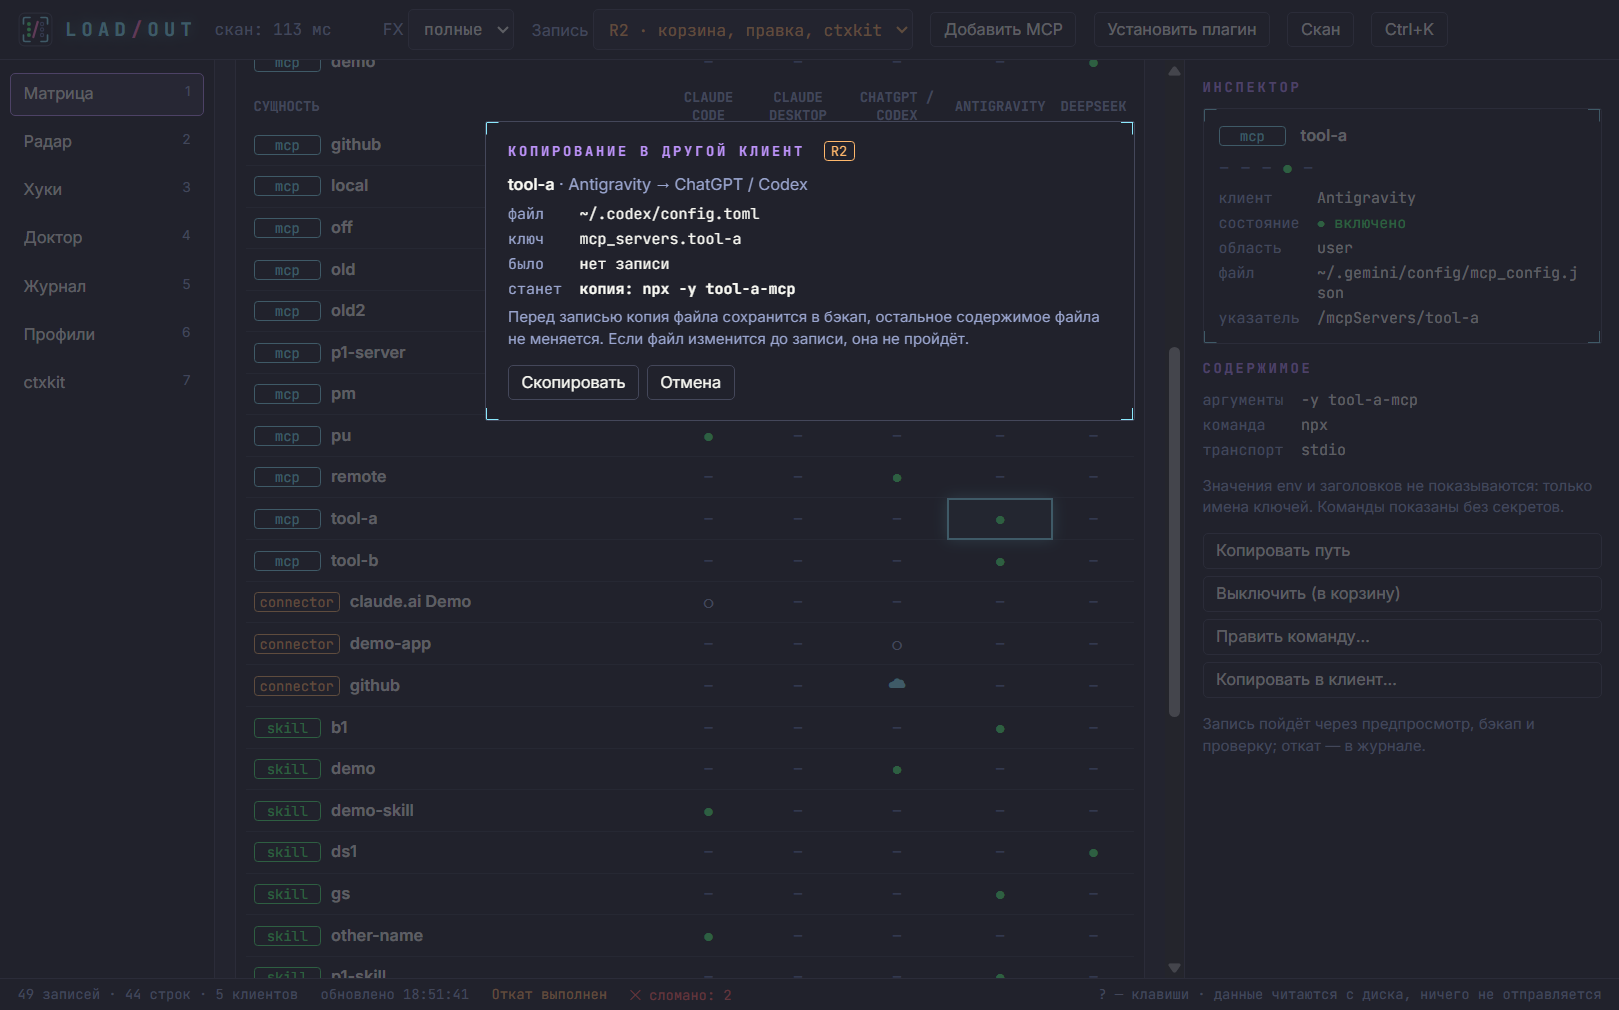 LOAD/OUT скан: 113 мс FX полные Запись R2 · корзина, правка, ctxkit Добавить MCP Установить плагин Скан Ctrl+K
Матрица 1
Радар 2
Хуки 3
Доктор 4
Журнал 5
Профили 6
ctxkit 7
mcp demo — — — — ●
СУЩНОСТЬ CLAUDE CODE CLAUDE DESKTOP CHATGPT / CODEX ANTIGRAVITY DEEPSEEK
mcp github
mcp local
mcp off
mcp old
mcp old2
mcp p1-server
mcp pm
mcp pu ● — — — —
mcp remote — — ● — —
mcp tool-a — — — ● —
mcp tool-b — — — ● —
connector claude.ai Demo ○ — — — —
connector demo-app — — ○ — —
connector github — — — —
skill b1 — — — ● —
skill demo — — ● — —
skill demo-skill ● — — — —
skill ds1 — — — — ●
skill gs — — — ● —
skill other-name ● — — — —
skill p1-skill — — — ● —
КОПИРОВАНИЕ В ДРУГОЙ КЛИЕНТ R2
tool-a · Antigravity → ChatGPT / Codex
файл ~/.codex/config.toml
ключ mcp_servers.tool-a
было нет записи
станет копия: npx -y tool-a-mcp
Перед записью копия файла сохранится в бэкап, остальное содержимое файла
не меняется. Если файл изменится до записи, она не пройдёт.
Скопировать Отмена
ИНСПЕКТОР
mcp tool-a
— — — ● —
клиент Antigravity
состояние ● включено
область user
файл ~/.gemini/config/mcp_config.j
son
указатель /mcpServers/tool-a
СОДЕРЖИМОЕ
аргументы -y tool-a-mcp
команда npx
транспорт stdio
Значения env и заголовков не показываются: только
имена ключей. Команды показаны без секретов.
Копировать путь
Выключить (в корзину)
Править команду…
Копировать в клиент…
Запись пойдёт через предпросмотр, бэкап и
проверку; откат — в журнале.
49 записей · 44 строк · 5 клиентов обновлено 18:51:41 Откат выполнен ✕ сломано: 2 ? — клавиши · данные читаются с диска, ничего не отправляется